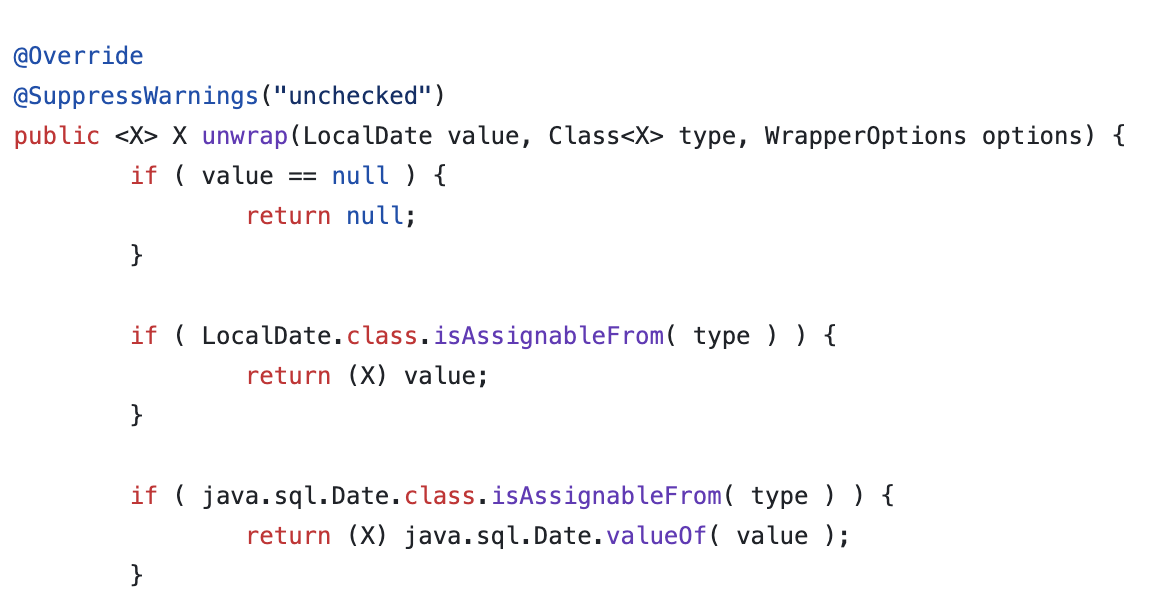 @Override
@SuppressWarnings("unchecked")
public <X> X unwrap(LocalDate value, Class<X> type, WrapperOptions options) {
        if ( value == null ) {
                return null;
        }

        if ( LocalDate.class.isAssignableFrom( type ) ) {
                return (X) value;
        }

        if ( java.sql.Date.class.isAssignableFrom( type ) ) {
                return (X) java.sql.Date.valueOf( value );
        }